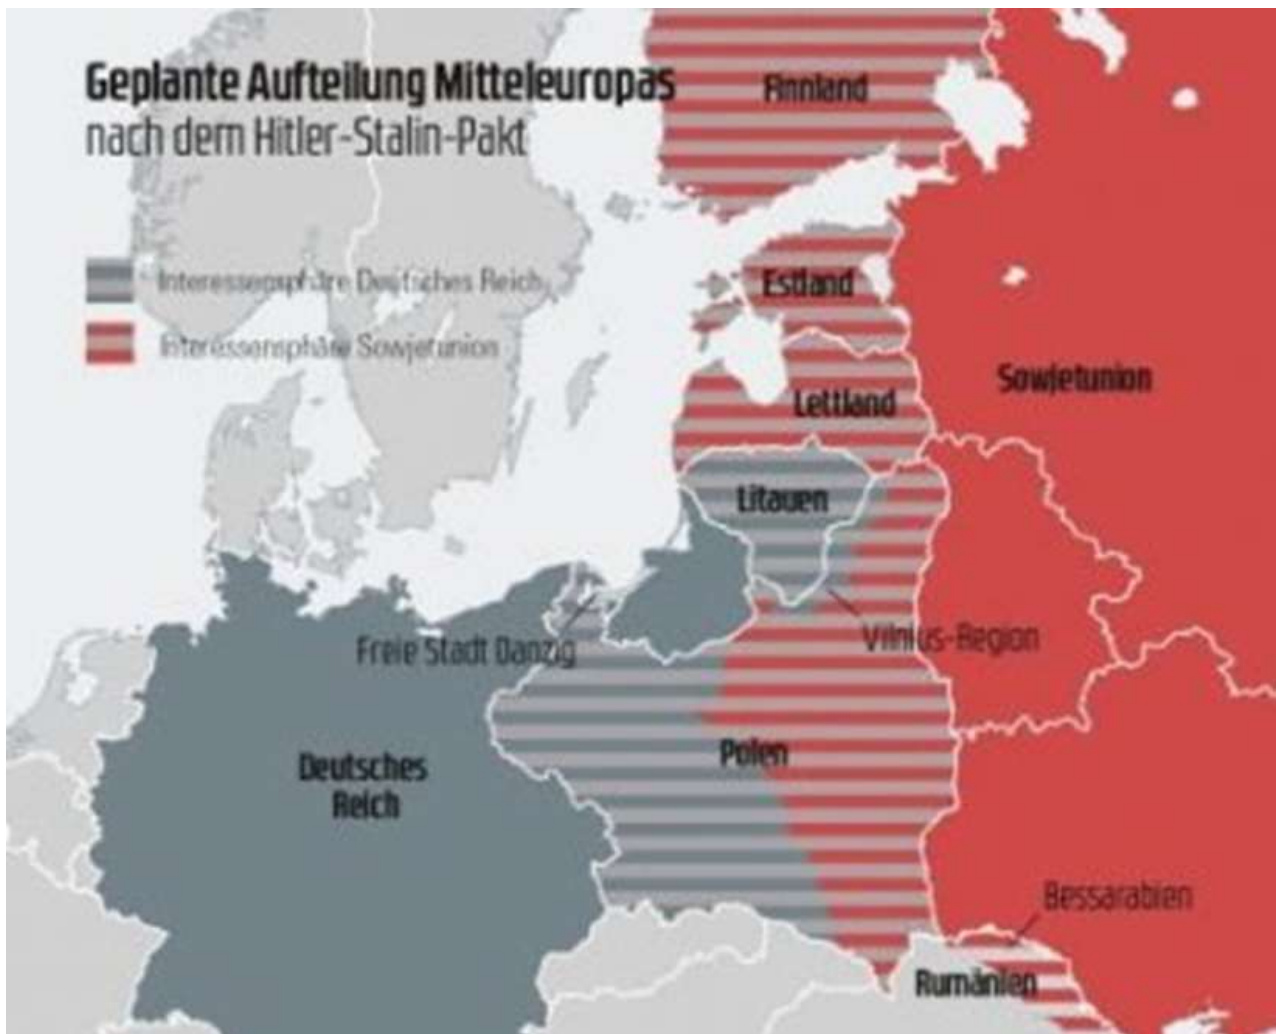 Geplante Aufteilung Mitteleuropas
nach dem Hitler-Stalin-Pakt
Finnland
Interessensphäre Deutsches Reich
Estland
Interessensphäre Sowjetunion
Sowjetunion
Lettland
Litauen
Freie Stadt Danzig
Vilnius-Region
Polen
Deutsches
Reich
Bessarabien
Rumänien